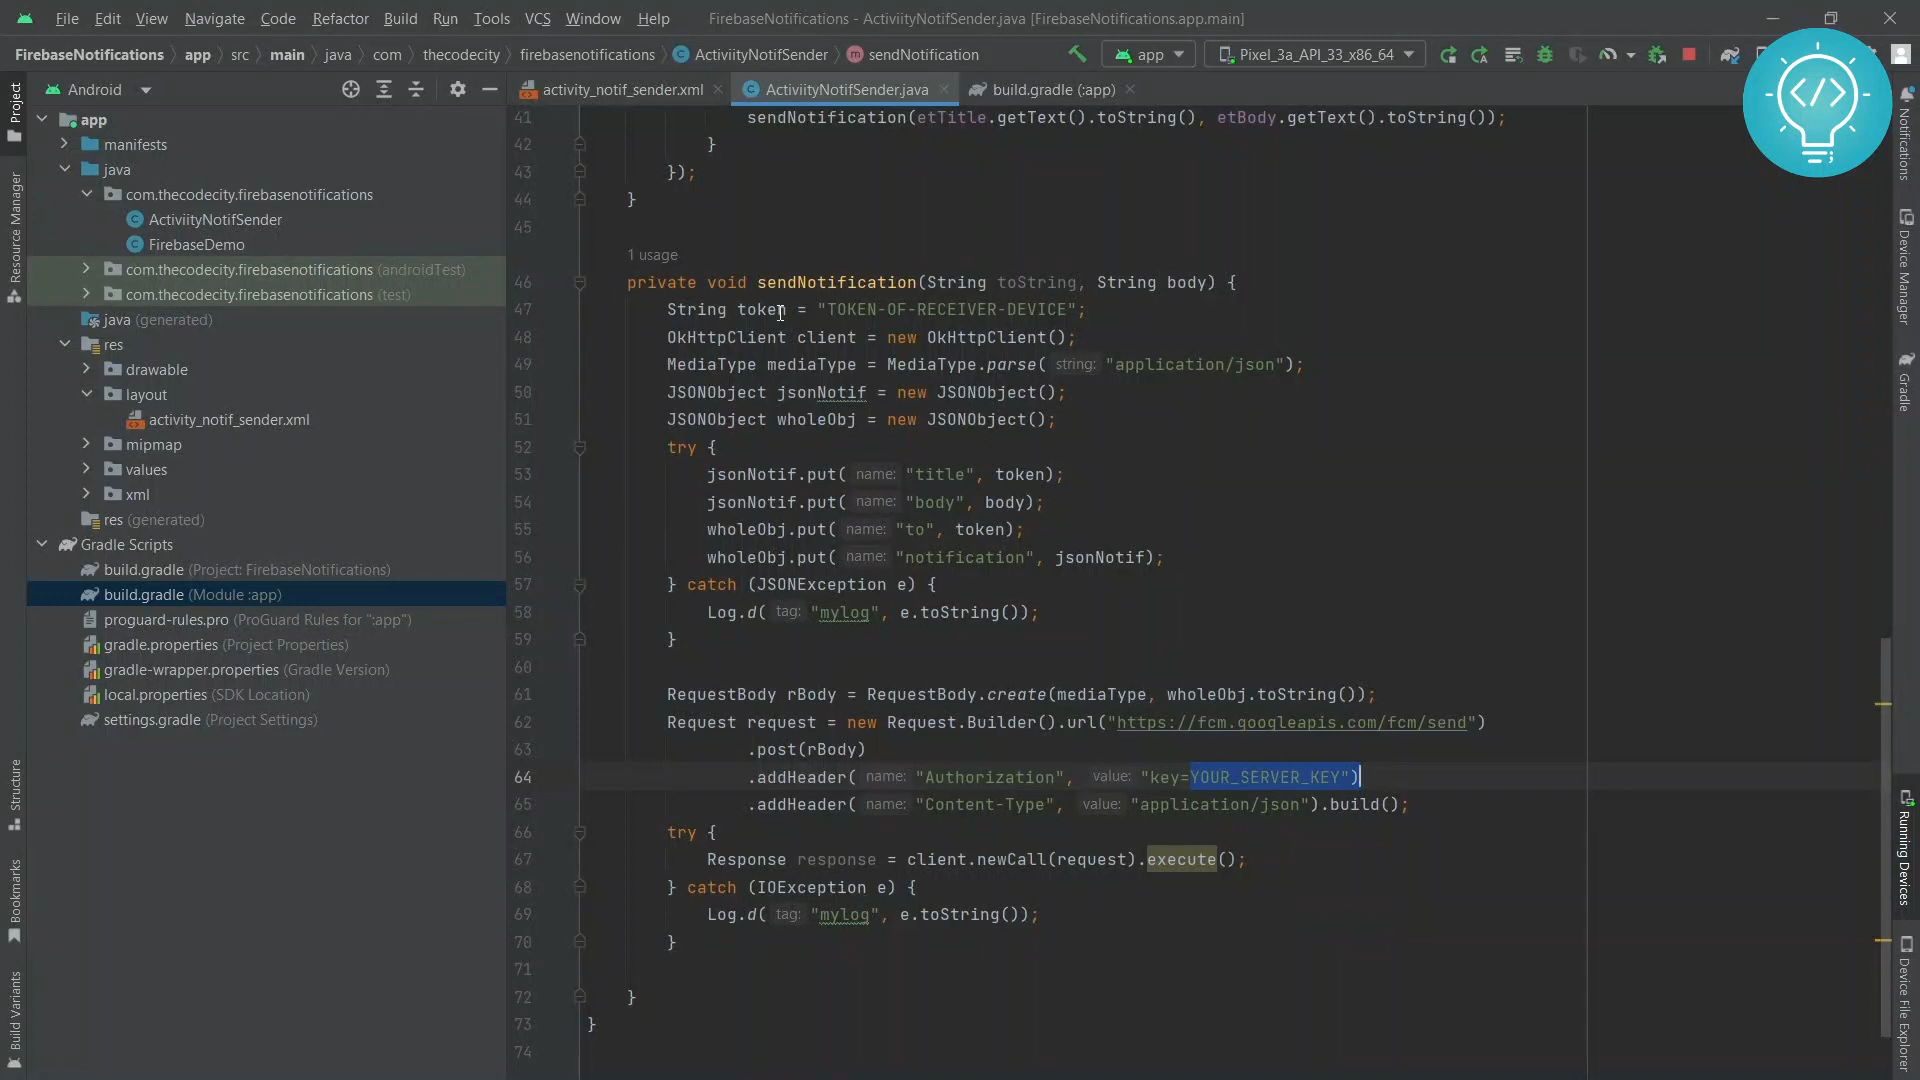 File Edit View Navigate Code Refactor Build Run Tools VCS Window Help FirebaseNotifications - ActiviityNotifSender.java [FirebaseNotifications.app.main]
FirebaseNotifications app src main java com thecodecity firebasenotifications ActiviityNotifSender sendNotification app Pixel_3a_API_33_x86_64
Android
activity_notif_sender.xml ActiviityNotifSender.java build.gradle (:app)
Project
Resource Manager
Structure
Bookmarks
Build Variants
app
manifests
java
com.thecodecity.firebasenotifications
ActiviityNotifSender
FirebaseDemo
com.thecodecity.firebasenotifications (androidTest)
com.thecodecity.firebasenotifications (test)
java (generated)
res
drawable
layout
activity_notif_sender.xml
mipmap
values
xml
res (generated)
Gradle Scripts
build.gradle (Project: FirebaseNotifications)
build.gradle (Module :app)
proguard-rules.pro (ProGuard Rules for ":app")
gradle.properties (Project Properties)
gradle-wrapper.properties (Gradle Version)
local.properties (SDK Location)
settings.gradle (Project Settings)
41 sendNotification(etTitle.getText().toString(), etBody.getText().toString());
42 }
43 });
44 }
45
1 usage
46 private void sendNotification(String toString, String body) {
47 String token = "TOKEN-OF-RECEIVER-DEVICE";
48 OkHttpClient client = new OkHttpClient();
49 MediaType mediaType = MediaType.parse( string: "application/json");
50 JSONObject jsonNotif = new JSONObject();
51 JSONObject wholeObj = new JSONObject();
52 try {
53 jsonNotif.put( name: "title", token);
54 jsonNotif.put( name: "body", body);
55 wholeObj.put( name: "to", token);
56 wholeObj.put( name: "notification", jsonNotif);
57 } catch (JSONException e) {
58 Log.d( tag: "mylog", e.toString());
59 }
60
61 RequestBody rBody = RequestBody.create(mediaType, wholeObj.toString());
62 Request request = new Request.Builder().url("https://fcm.googleapis.com/fcm/send")
63 .post(rBody)
64 .addHeader( name: "Authorization", value: "key=YOUR_SERVER_KEY")
65 .addHeader( name: "Content-Type", value: "application/json").build();
66 try {
67 Response response = client.newCall(request).execute();
68 } catch (IOException e) {
69 Log.d( tag: "mylog", e.toString());
70 }
71
72 }
73 }
74
Notifications
Device Manager
Gradle
Running Devices
Device File Explorer